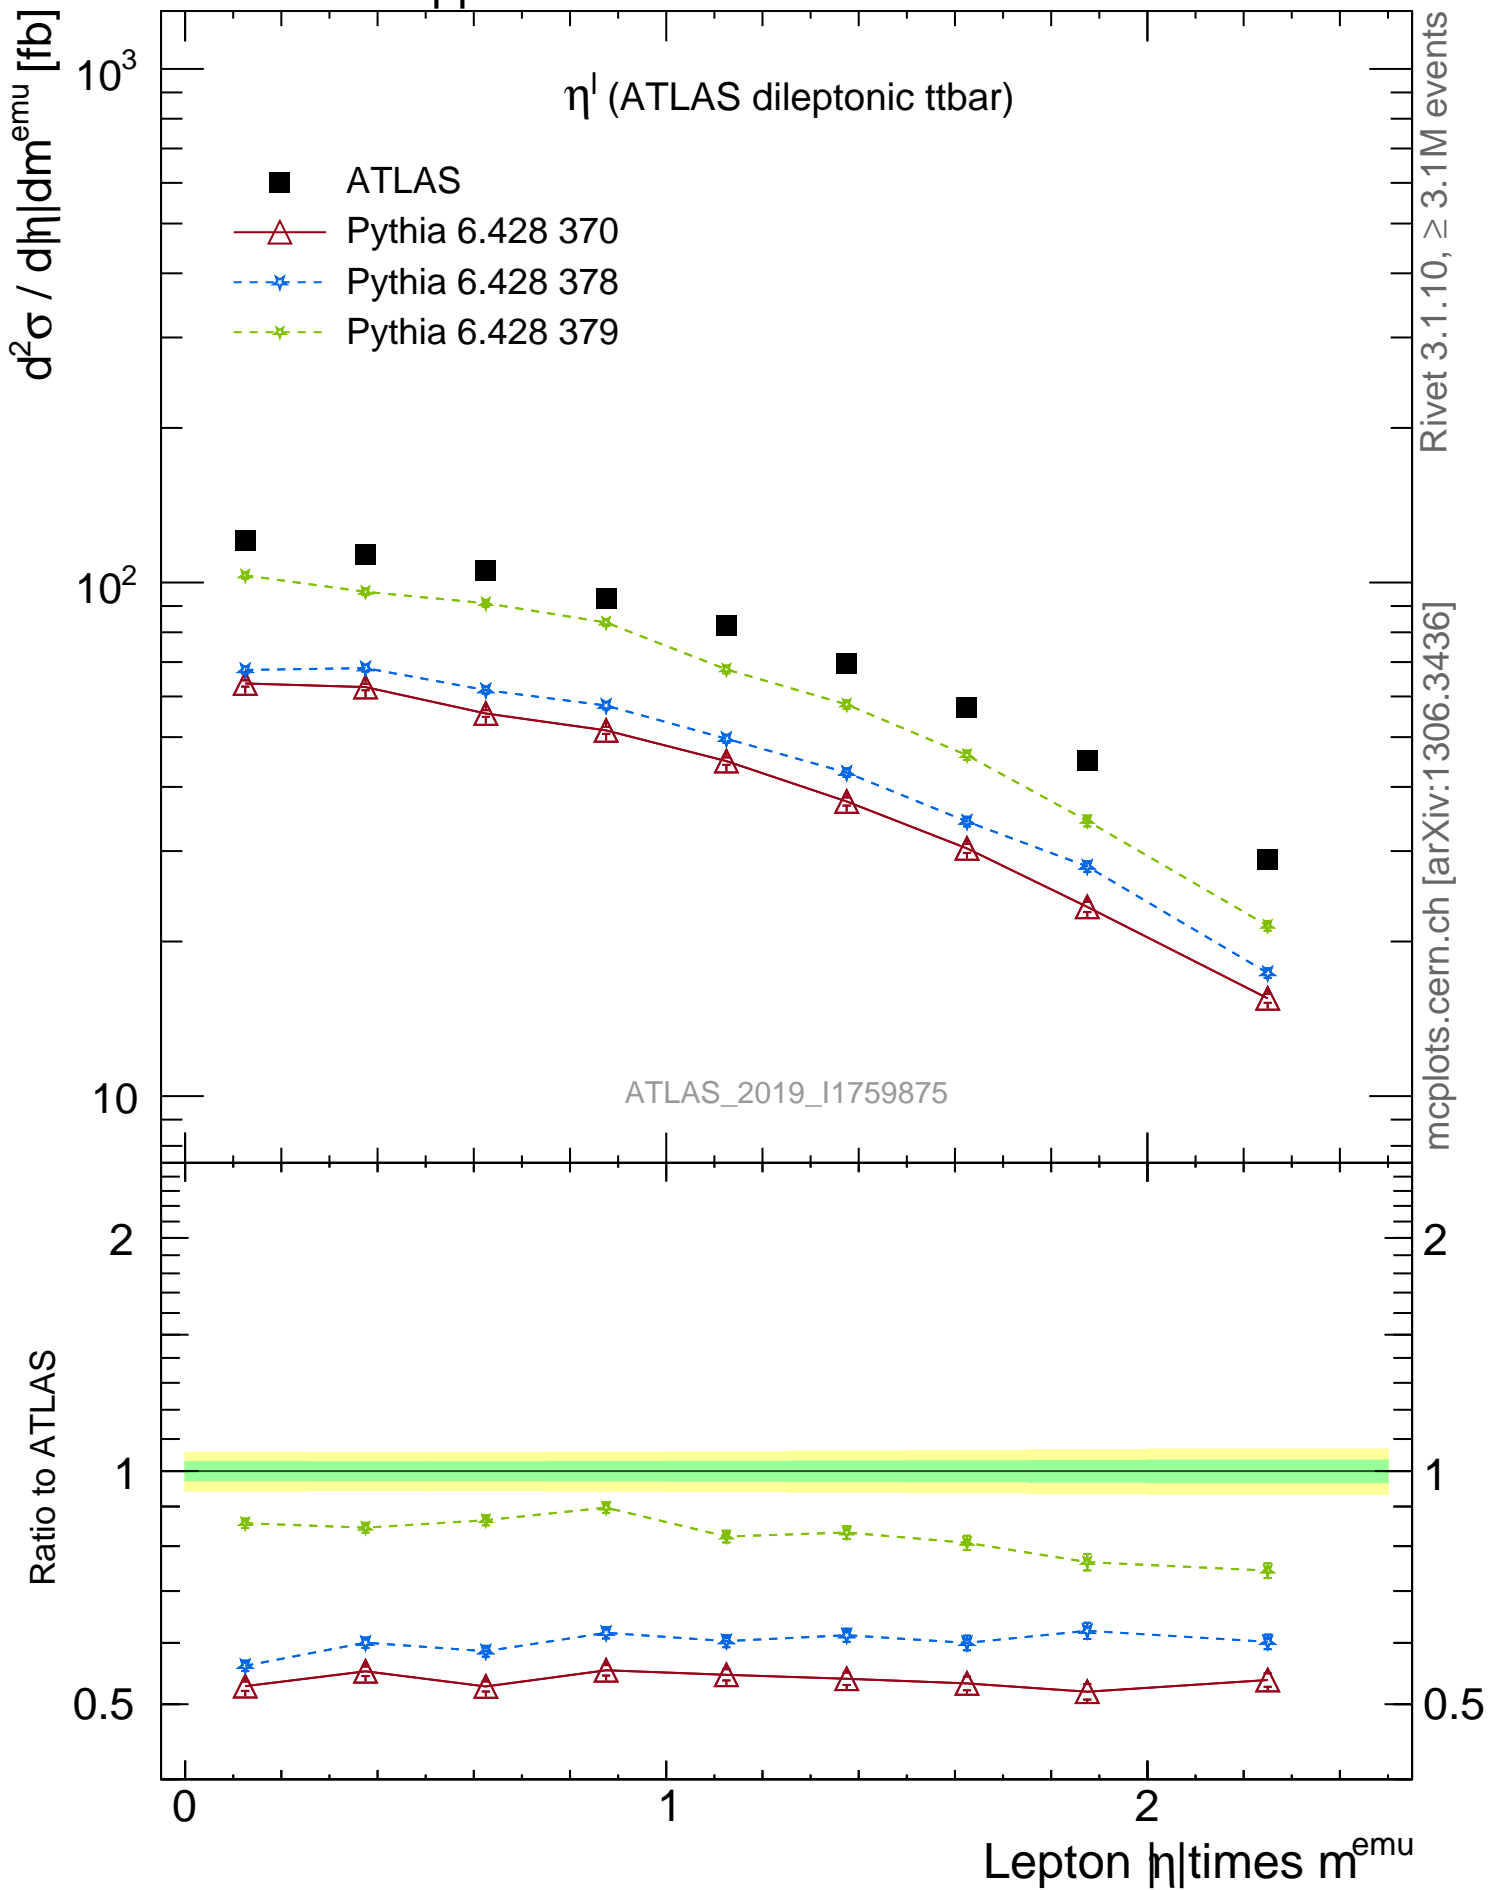 η^l (ATLAS dileptonic ttbar)
d²σ / d|η|dm^emu [fb]
10³
10²
10
ATLAS
Pythia 6.428 370
Pythia 6.428 378
Pythia 6.428 379
ATLAS_2019_I1759875
Rivet 3.1.10, ≥ 3.1M events
mcplots.cern.ch [arXiv:1306.3436]
Ratio to ATLAS
2
1
0.5
2
1
0.5
0
1
2
Lepton |η|times m^emu